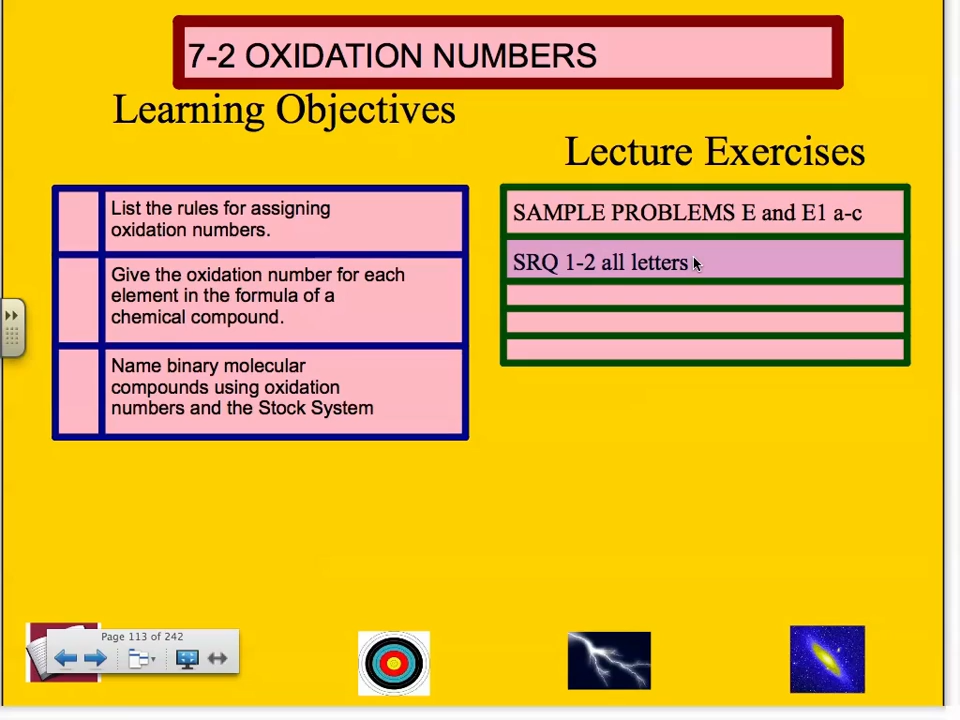 7-2 OXIDATION NUMBERS
Learning Objectives
Lecture Exercises
List the rules for assigning
oxidation numbers.
Give the oxidation number for each
element in the formula of a
chemical compound.
Name binary molecular
compounds using oxidation
numbers and the Stock System
SAMPLE PROBLEMS E and E1 a-c
SRQ 1-2 all letters
Page 113 of 242